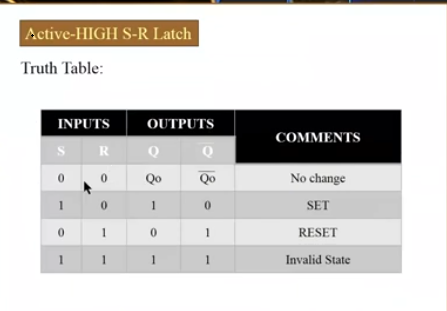 Active-HIGH S-R Latch
Truth Table:
INPUTS OUTPUTS COMMENTS
S R Q Q̅
0 0 Qo Q̅o̅ No change
1 0 1 0 SET
0 1 0 1 RESET
1 1 1 1 Invalid State